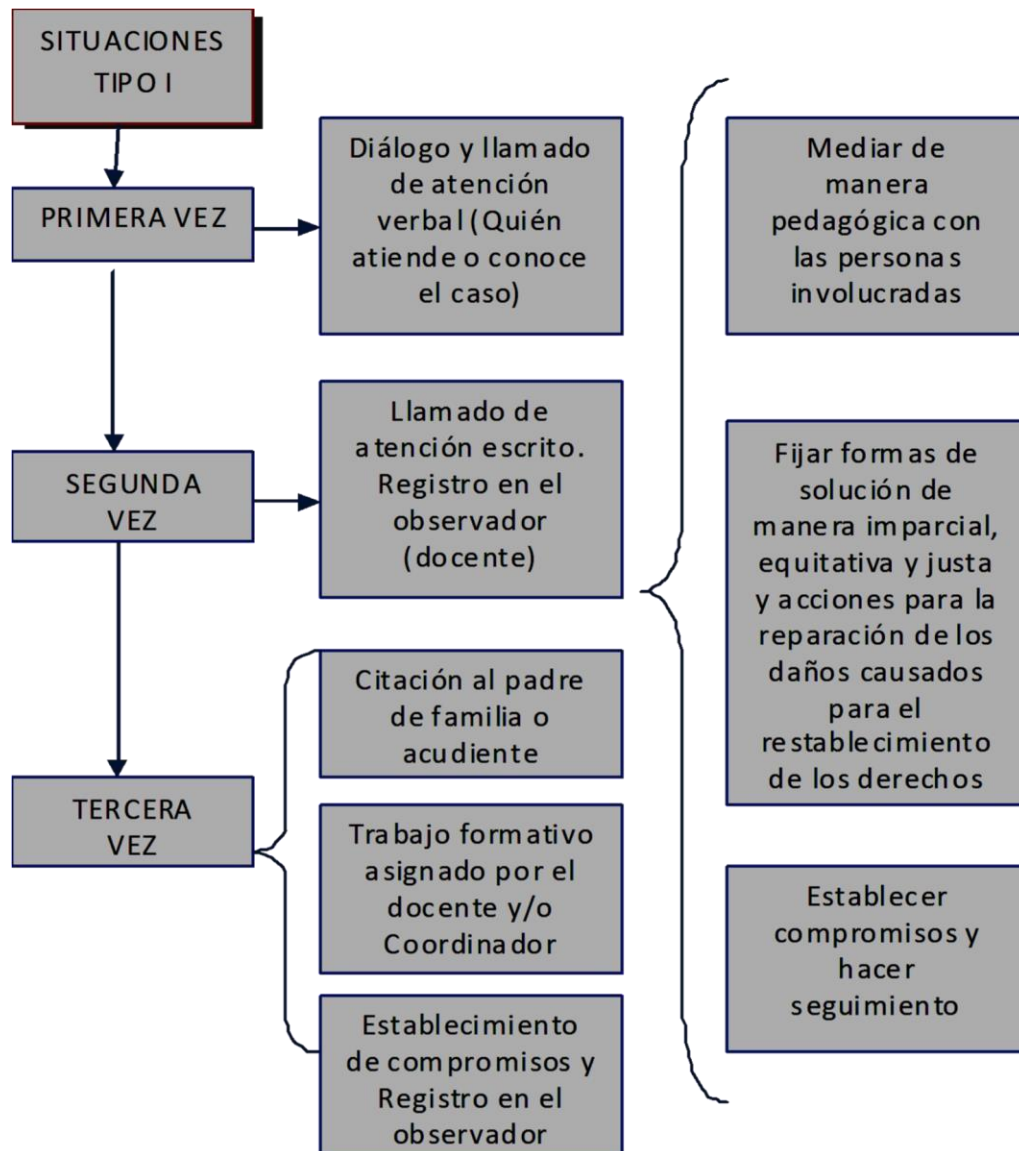 SITUACIONES
TIPO I
PRIMERA VEZ
Diálogo y llamado
de atención
verbal (Quién
atiende o conoce
el caso)
SEGUNDA
VEZ
Llamado de
atención escrito.
Registro en el
observador
(docente)
TERCERA
VEZ
Citación al padre
de familia o
acudiente
Trabajo formativo
asignado por el
docente y/o
Coordinador
Establecimiento
de compromisos y
Registro en el
observador
Mediar de
manera
pedagógica con
las personas
involucradas
Fijar formas de
solución de
manera imparcial,
equitativa y justa
y acciones para la
reparación de los
daños causados
para el
restablecimiento
de los derechos
Establecer
compromisos y
hacer
seguimiento